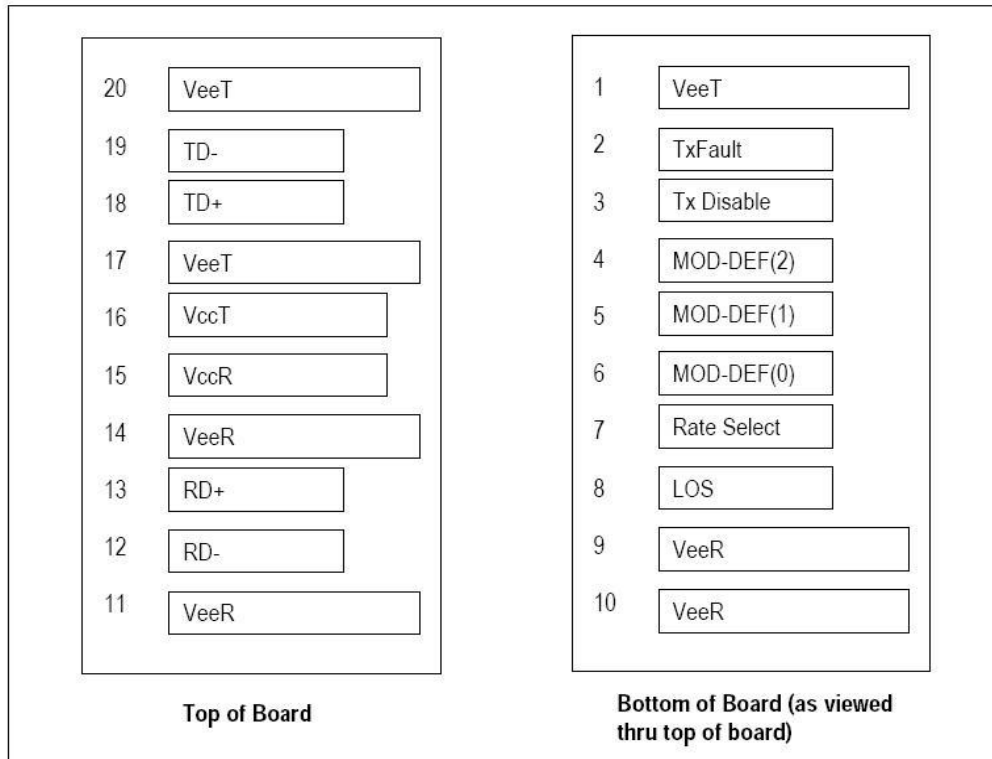 20 VeeT
19 TD-
18 TD+
17 VeeT
16 VccT
15 VccR
14 VeeR
13 RD+
12 RD-
11 VeeR
Top of Board
1 VeeT
2 TxFault
3 Tx Disable
4 MOD-DEF(2)
5 MOD-DEF(1)
6 MOD-DEF(0)
7 Rate Select
8 LOS
9 VeeR
10 VeeR
Bottom of Board (as viewed
thru top of board)